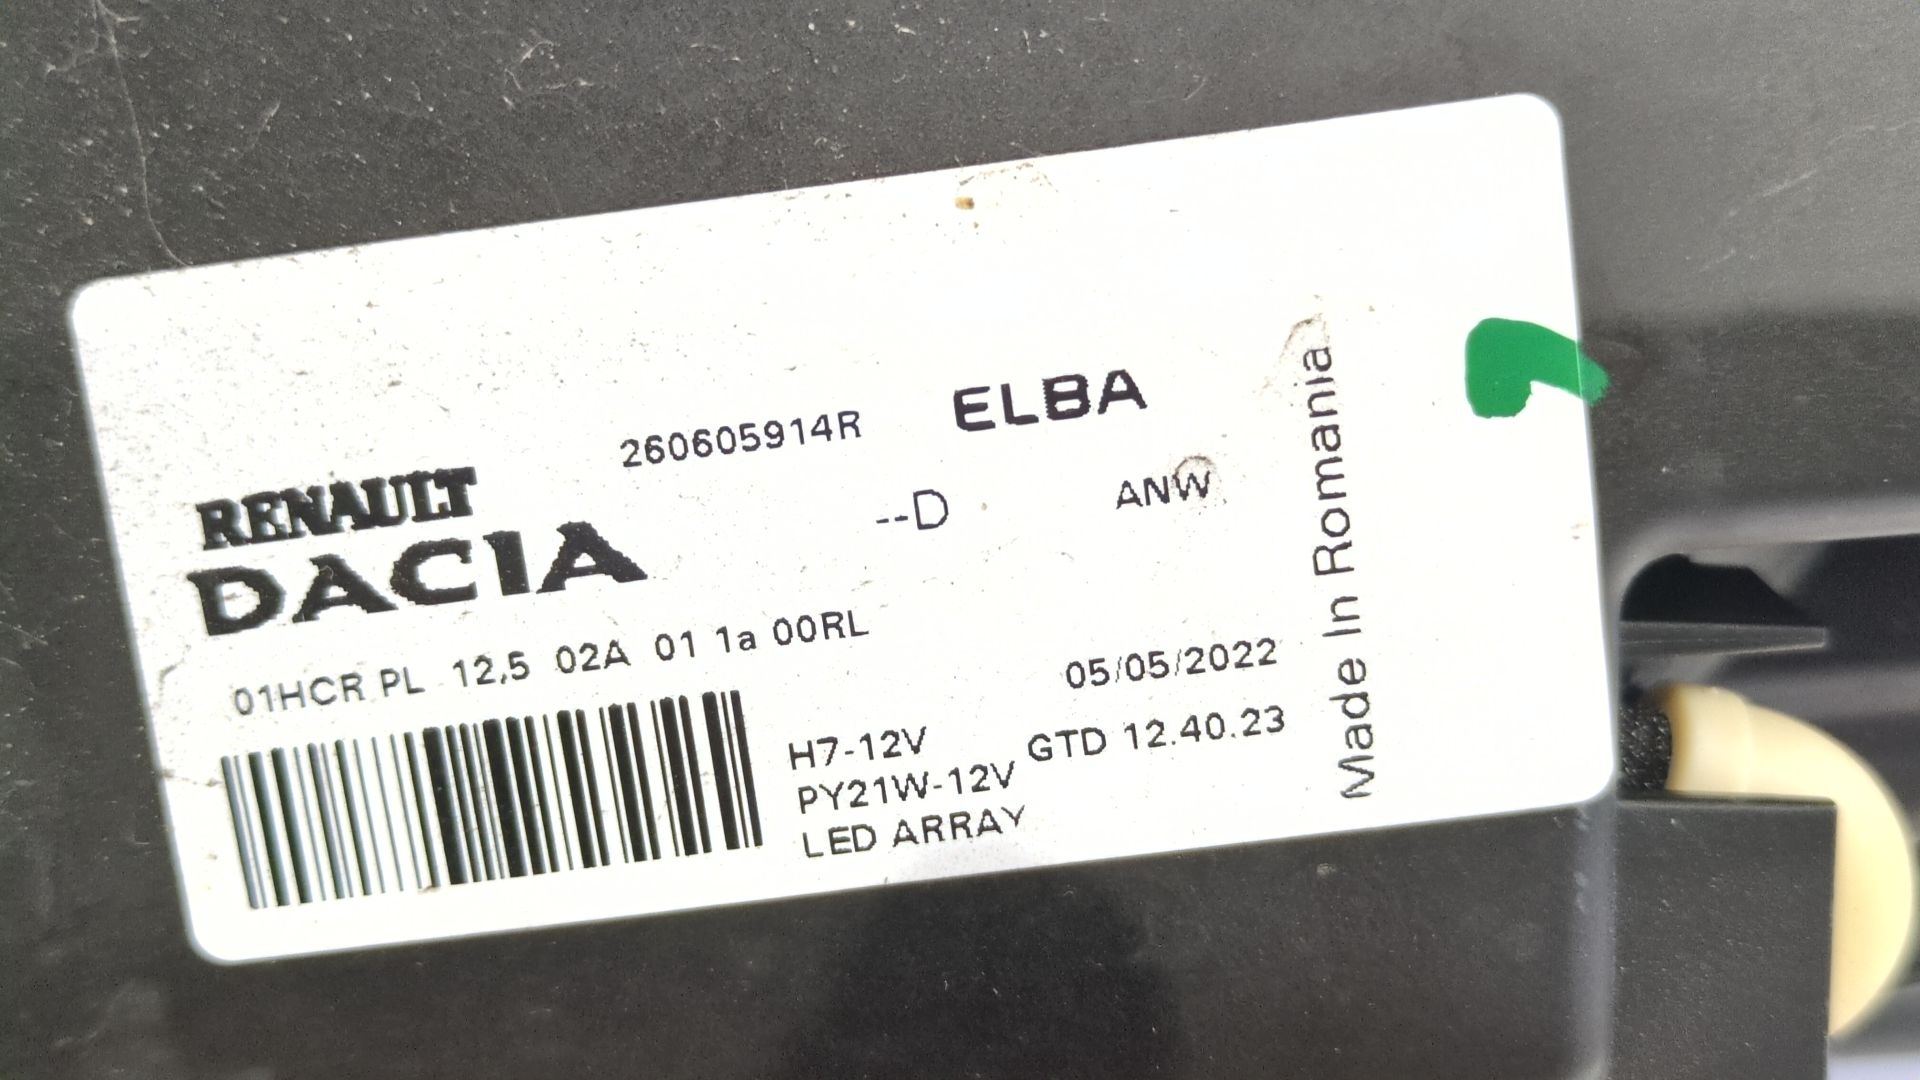 260605914R ELBA
RENAULT
--D ANW
DACIA
01HCR PL 12,5 02A 01 1a 00RL
05/05/2022
H7-12V GTD 12.40.23
PY21W-12V
LED ARRAY
Made In Romania